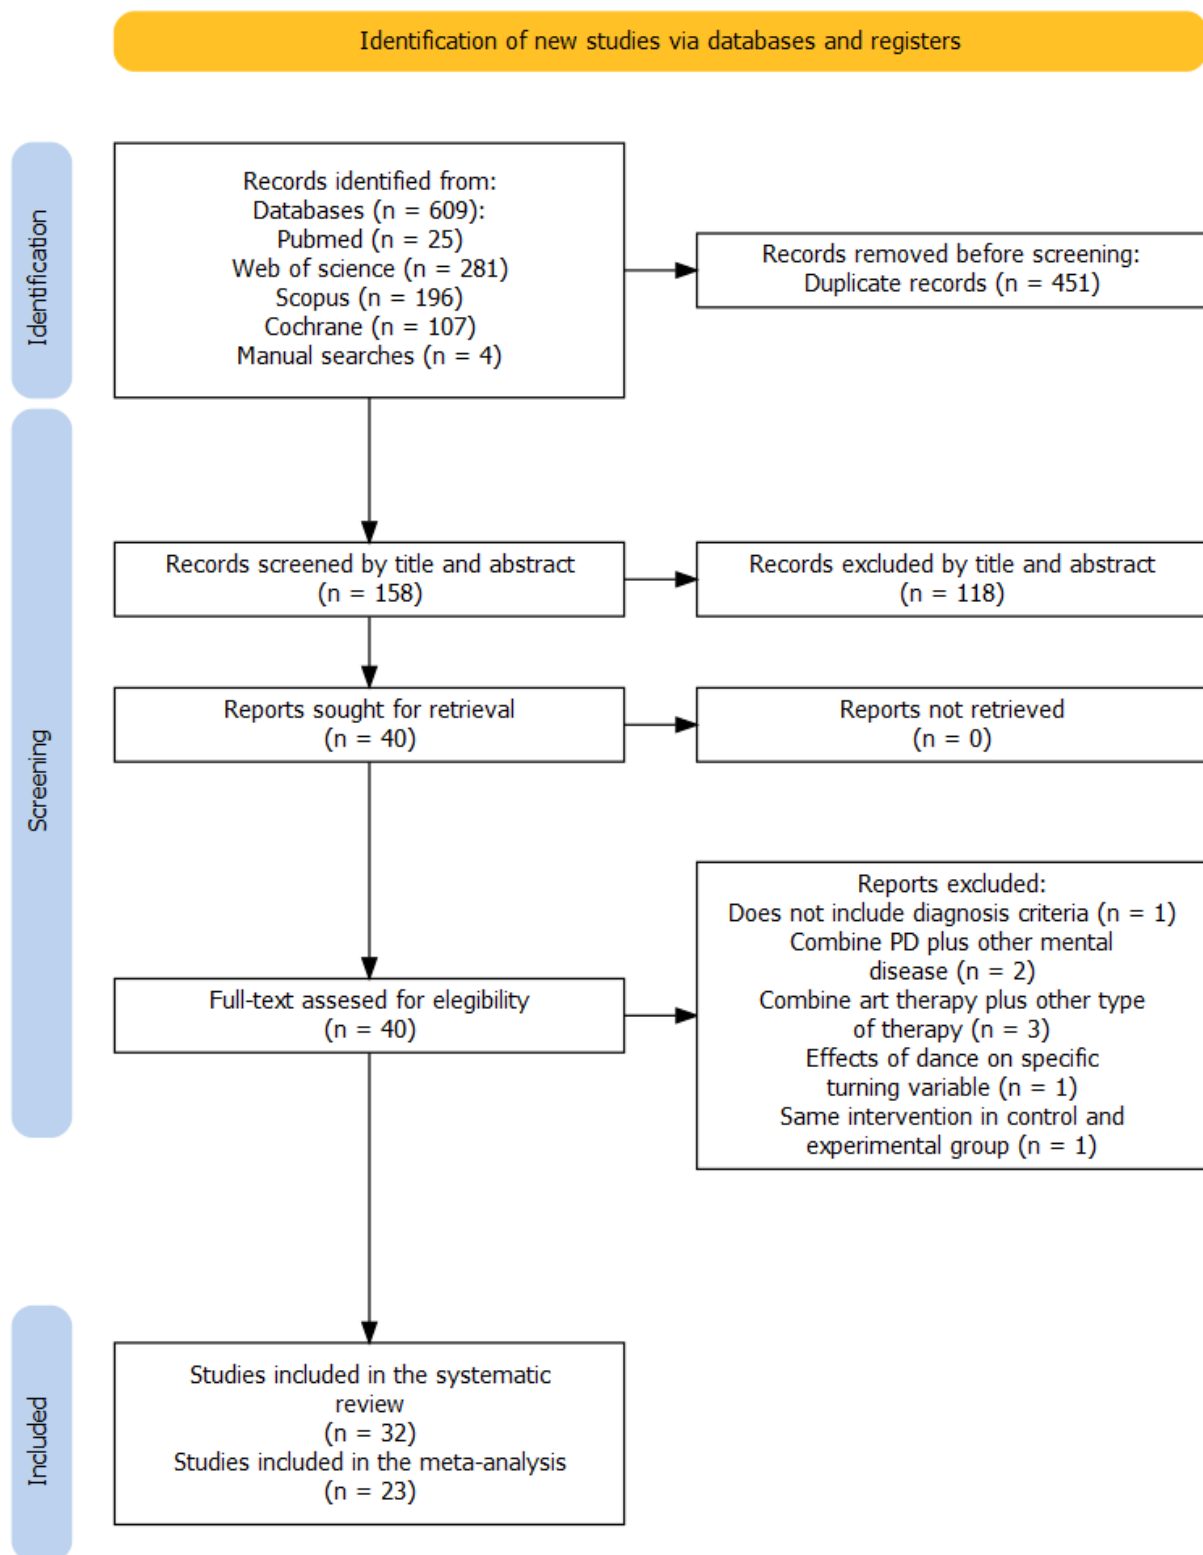 Identification of new studies via databases and registers
Identification
Records identified from:
Databases (n = 609):
Pubmed (n = 25)
Web of science (n = 281)
Scopus (n = 196)
Cochrane (n = 107)
Manual searches (n = 4)
Records removed before screening:
Duplicate records (n = 451)
Screening
Records screened by title and abstract
(n = 158)
Records excluded by title and abstract
(n = 118)
Reports sought for retrieval
(n = 40)
Reports not retrieved
(n = 0)
Full-text assesed for elegibility
(n = 40)
Reports excluded:
Does not include diagnosis criteria (n = 1)
Combine PD plus other mental
disease (n = 2)
Combine art therapy plus other type
of therapy (n = 3)
Effects of dance on specific
turning variable (n = 1)
Same intervention in control and
experimental group (n = 1)
Included
Studies included in the systematic
review
(n = 32)
Studies included in the meta-analysis
(n = 23)